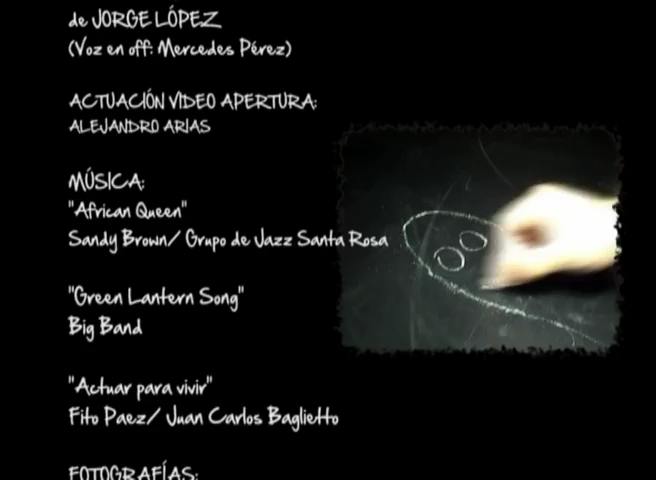 de JORGE LÓPEZ
(Voz en off: Mercedes Pérez)
ACTUACIÓN VIDEO APERTURA:
ALEJANDRO ARIAS
MÚSICA:
"African Queen"
Sandy Brown/ Grupo de Jazz Santa Rosa
"Green Lantern Song"
Big Band
"Actuar para vivir"
Fito Paez/ Juan Carlos Baglietto
FOTOGRAFÍAS: